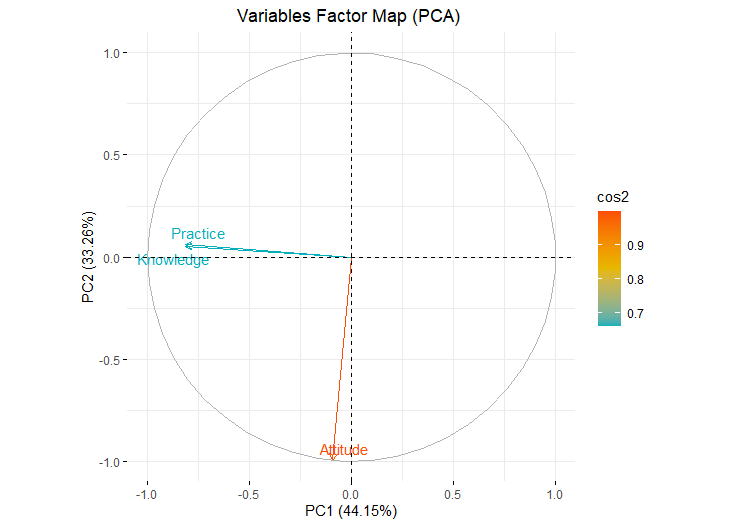 Variables Factor Map (PCA)
1.0
0.5
0.0
-0.5
-1.0
PC2 (33.26%)
Practice
Knowledge
Attitude
-1.0
-0.5
0.0
0.5
1.0
PC1 (44.15%)
cos2
0.9
0.8
0.7